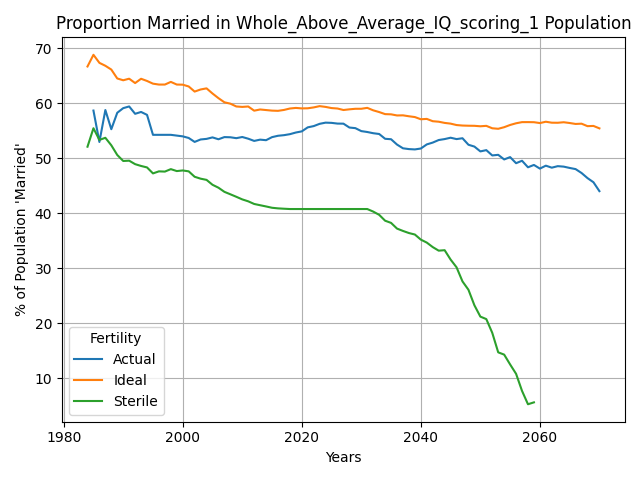 Proportion Married in Whole_Above_Average_IQ_scoring_1 Population
% of Population 'Married'
70
60
50
40
30
20
10
Fertility
Actual
Ideal
Sterile
1980 2000 2020 2040 2060
Years